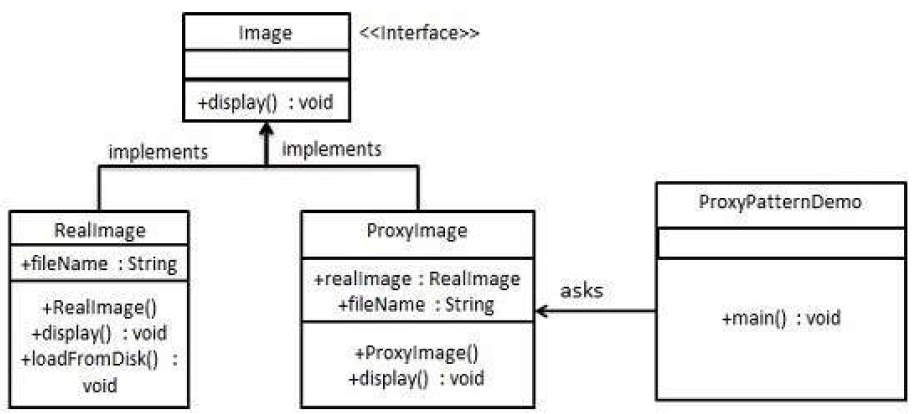 Image
<<Interface>>
+display() : void
implements
implements
RealImage
+fileName : String
+RealImage()
+display() : void
+loadFromDisk() :
void
ProxyImage
+realImage : RealImage
+fileName : String
+ProxyImage()
+display() : void
asks
ProxyPatternDemo
+main() : void